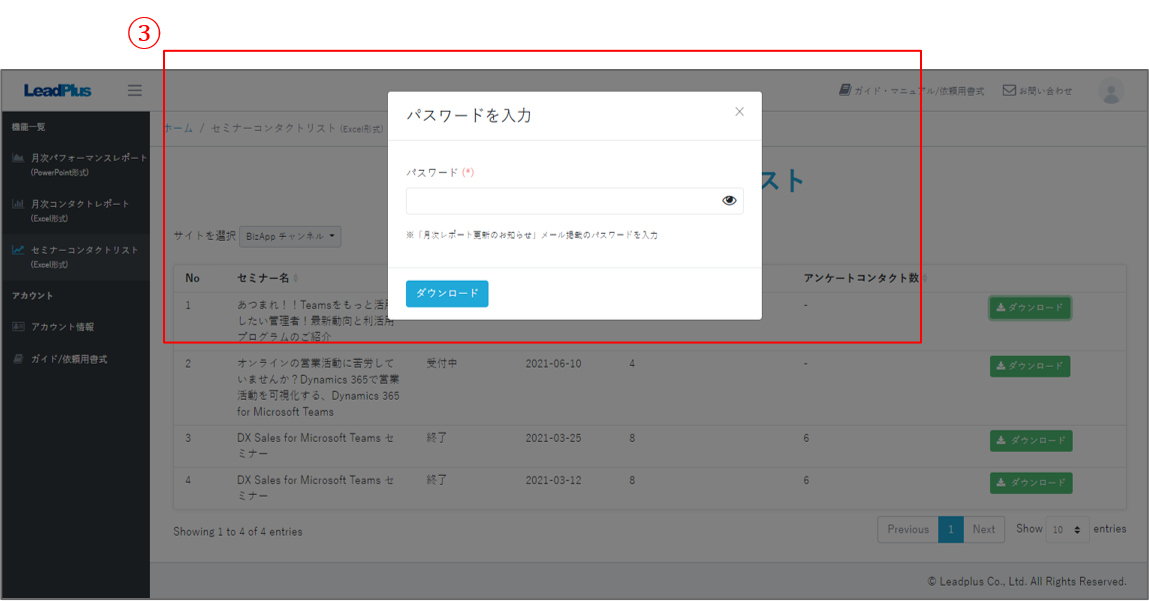 ③
LeadPlus
ガイド・マニュアル/依頼用書式
お問い合わせ
機能一覧
月次パフォーマンスレポート
(PowerPoint形式)
月次コンタクトレポート
(Excel形式)
セミナーコンタクトリスト
(Excel形式)
アカウント
アカウント情報
ガイド/依頼用書式
ホーム / セミナーコンタクトリスト (Excel形式)
スト
パスワードを入力
パスワード (*)
※「月次レポート更新のお知らせ」メール掲載のパスワードを入力
ダウンロード
サイトを選択 BizApp チャンネル
No セミナー名 アンケートコンタクト数
1 あつまれ!!Teamsをもっと活用 - ダウンロード
したい管理者!最新動向と利活用
プログラムのご紹介
2 オンラインの営業活動に苦労して 受付中 2021-06-10 4 - ダウンロード
いませんか?Dynamics 365で営業
活動を可視化する、Dynamics 365
for Microsoft Teams
3 DX Sales for Microsoft Teams セ 終了 2021-03-25 8 6 ダウンロード
ミナー
4 DX Sales for Microsoft Teams セ 終了 2021-03-12 8 6 ダウンロード
ミナー
Showing 1 to 4 of 4 entries
Previous 1 Next Show 10 entries
© Leadplus Co., Ltd. All Rights Reserved.